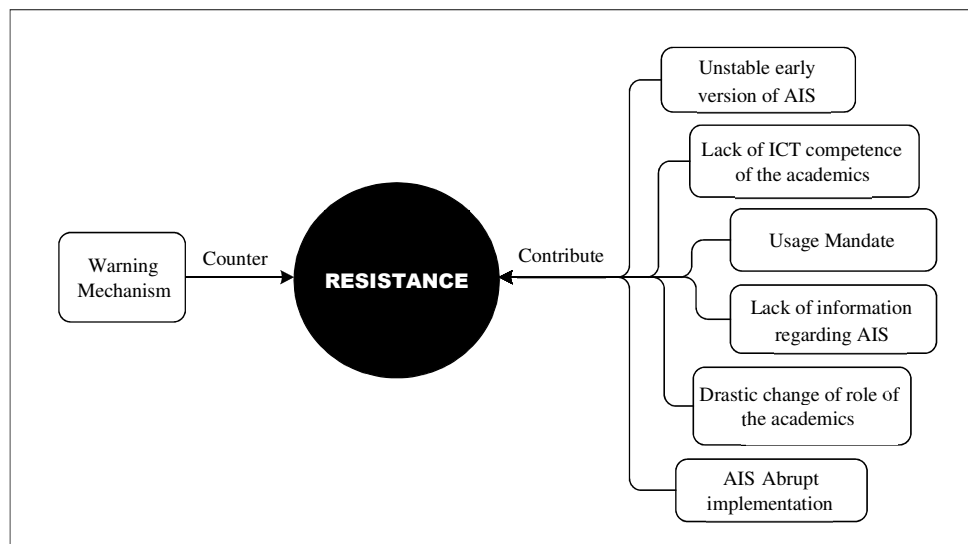 Unstable early
version of AIS
Lack of ICT competence
of the academics
Usage Mandate
Lack of information
regarding AIS
Drastic change of role of
the academics
AIS Abrupt
implementation
Contribute
RESISTANCE
Counter
Warning
Mechanism